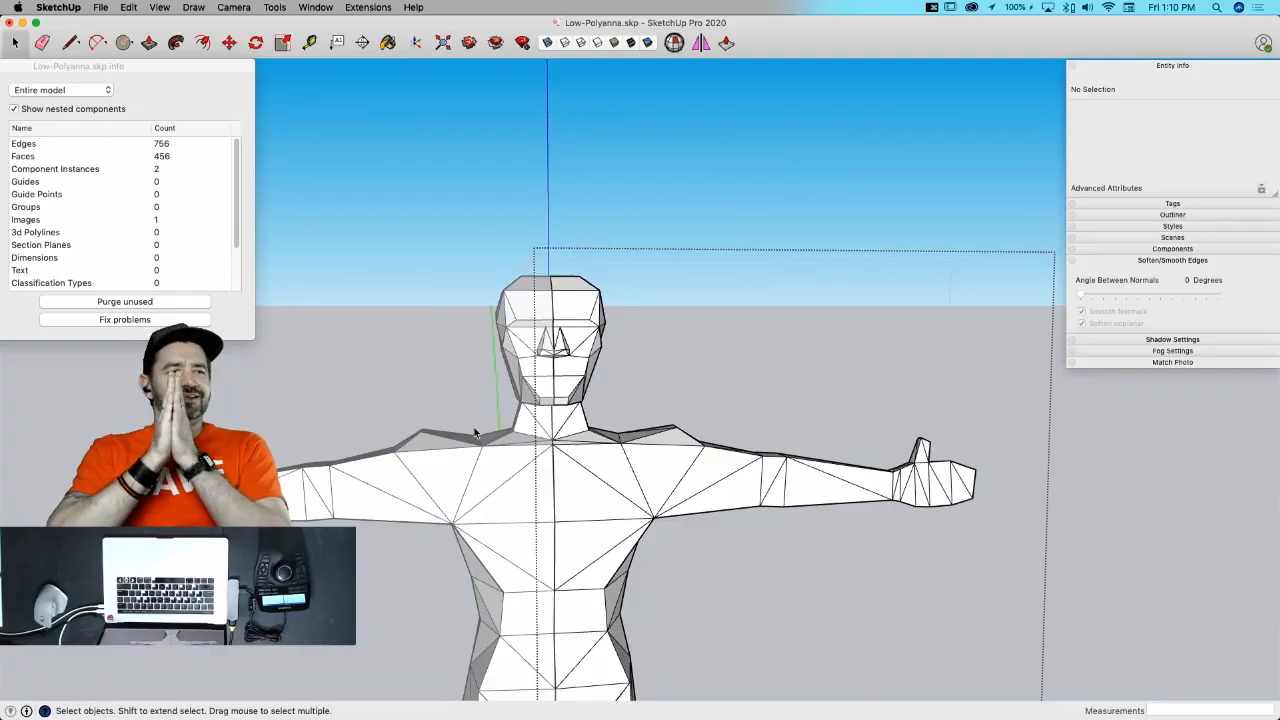 SketchUp File Edit View Draw Camera Tools Window Extensions Help 100% Fri 1:10 PM
Low-Polyanna.skp - SketchUp Pro 2020
Low-Polyanna.skp info
Entire model
Show nested components
Name Count
Edges 756
Faces 456
Component Instances 2
Guides 0
Guide Points 0
Groups 0
Images 1
3d Polylines 0
Section Planes 0
Dimensions 0
Text 0
Classification Types 0
Purge unused
Fix problems
Entity Info
No Selection
Advanced Attributes
Tags
Outliner
Styles
Scenes
Components
Soften/Smooth Edges
Angle Between Normals 0 Degrees
Smooth Normals
Soften coplanar
Shadow Settings
Fog Settings
Match Photo
Select objects. Shift to extend select. Drag mouse to select multiple.
Measurements